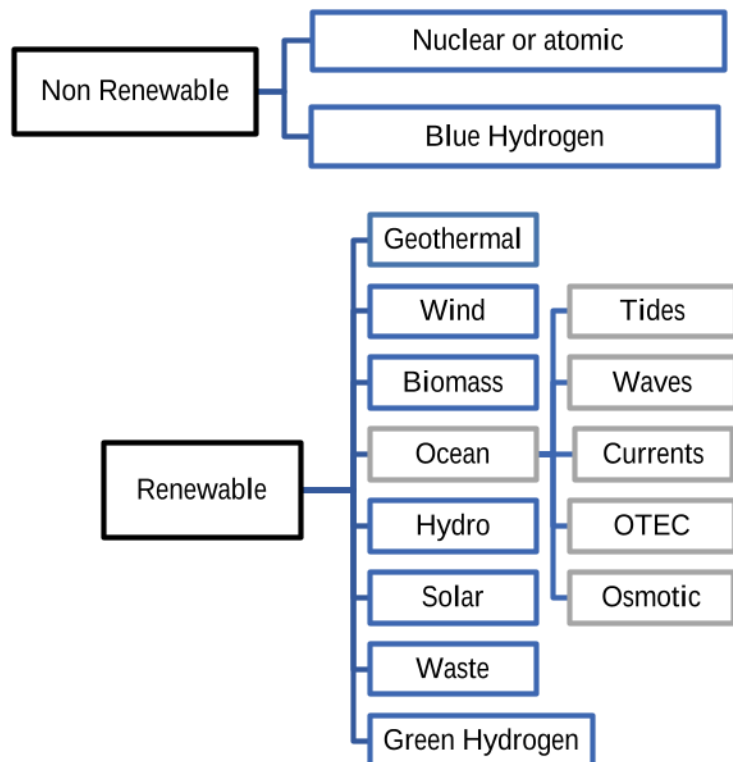 Non Renewable
Nuclear or atomic
Blue Hydrogen
Renewable
Geothermal
Wind
Biomass
Ocean
Hydro
Solar
Waste
Green Hydrogen
Tides
Waves
Currents
OTEC
Osmotic